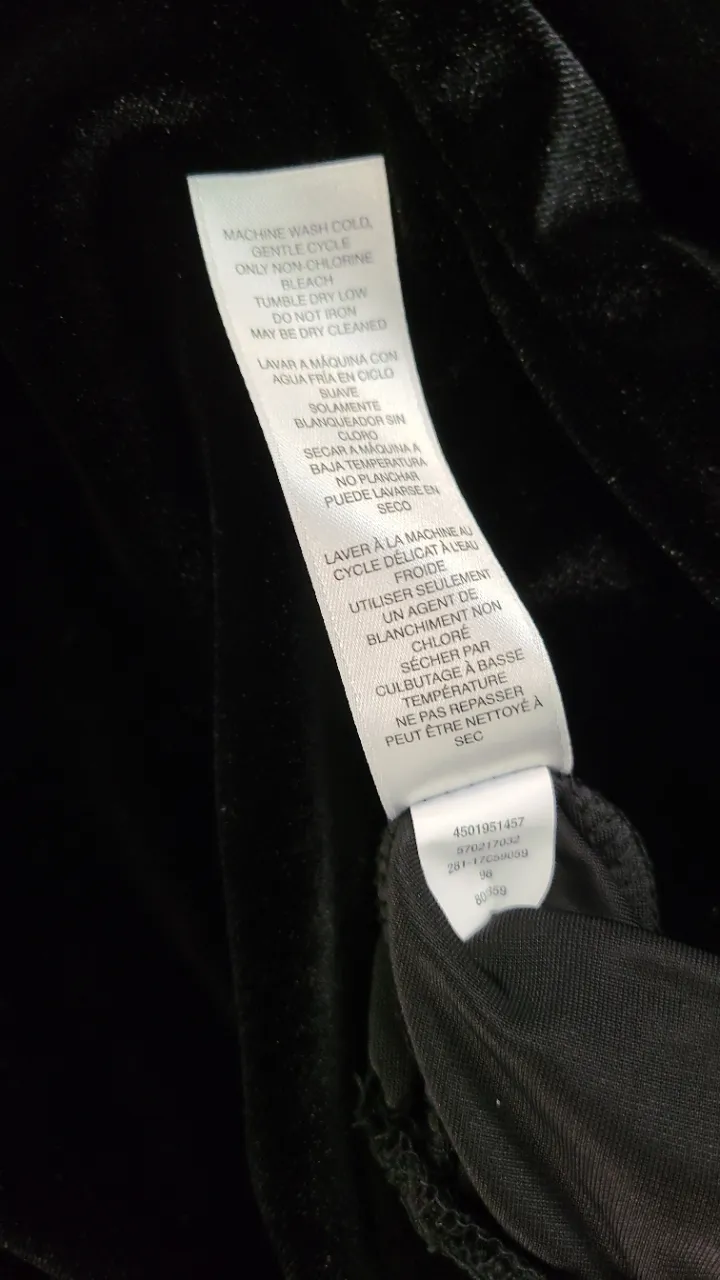 MACHINE WASH COLD,
GENTLE CYCLE
ONLY NON-CHLORINE
BLEACH
TUMBLE DRY LOW
DO NOT IRON
MAY BE DRY CLEANED
LAVAR A MÁQUINA CON
AGUA FRÍA EN CICLO
SUAVE
SOLAMENTE
BLANQUEADOR SIN
CLORO
SECAR A MÁQUINA A
BAJA TEMPERATURA
NO PLANCHAR
PUEDE LAVARSE EN
SECO
LAVER À LA MACHINE AU
CYCLE DÉLICAT À L'EAU
FROIDE
UTILISER SEULEMENT
UN AGENT DE
BLANCHIMENT NON
CHLORÉ
SÉCHER PAR
CULBUTAGE À BASSE
TEMPÉRATURE
NE PAS REPASSER
PEUT ÊTRE NETTOYÉ À
SEC
4501951457
570217032